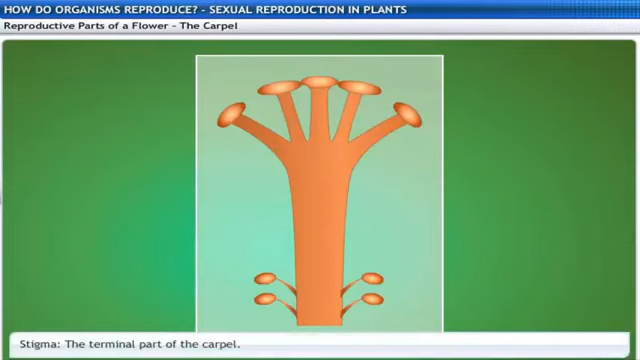 HOW DO ORGANISMS REPRODUCE? - SEXUAL REPRODUCTION IN PLANTS
Reproductive Parts of a Flower - The Carpel
Stigma: The terminal part of the carpel.